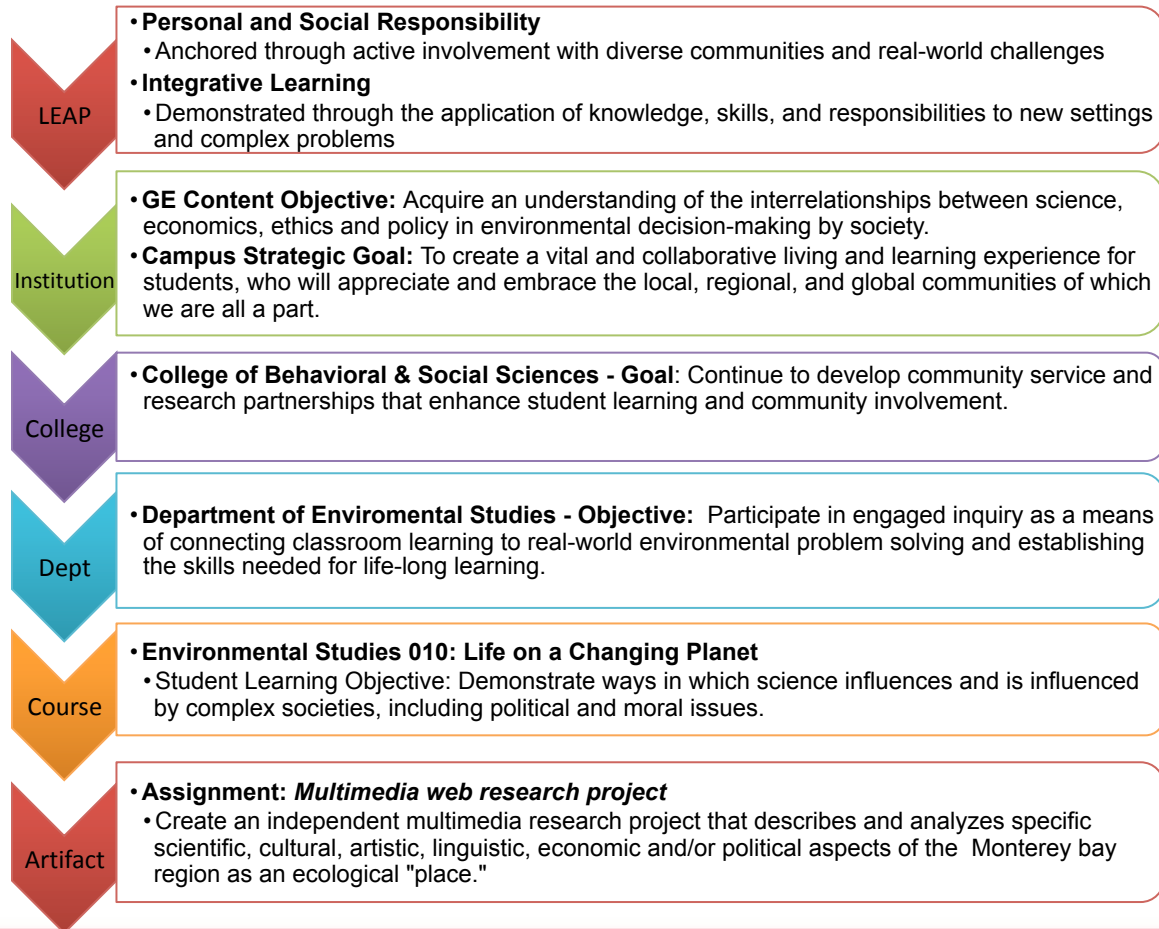 LEAP
• Personal and Social Responsibility
• Anchored through active involvement with diverse communities and real-world challenges
• Integrative Learning
• Demonstrated through the application of knowledge, skills, and responsibilities to new settings
and complex problems
Institution
• GE Content Objective: Acquire an understanding of the interrelationships between science,
economics, ethics and policy in environmental decision-making by society.
• Campus Strategic Goal: To create a vital and collaborative living and learning experience for
students, who will appreciate and embrace the local, regional, and global communities of which
we are all a part.
College
• College of Behavioral & Social Sciences - Goal: Continue to develop community service and
research partnerships that enhance student learning and community involvement.
Dept
• Department of Enviromental Studies - Objective: Participate in engaged inquiry as a means
of connecting classroom learning to real-world environmental problem solving and establishing
the skills needed for life-long learning.
Course
• Environmental Studies 010: Life on a Changing Planet
• Student Learning Objective: Demonstrate ways in which science influences and is influenced
by complex societies, including political and moral issues.
Artifact
• Assignment: Multimedia web research project
• Create an independent multimedia research project that describes and analyzes specific
scientific, cultural, artistic, linguistic, economic and/or political aspects of the Monterey bay
region as an ecological "place."